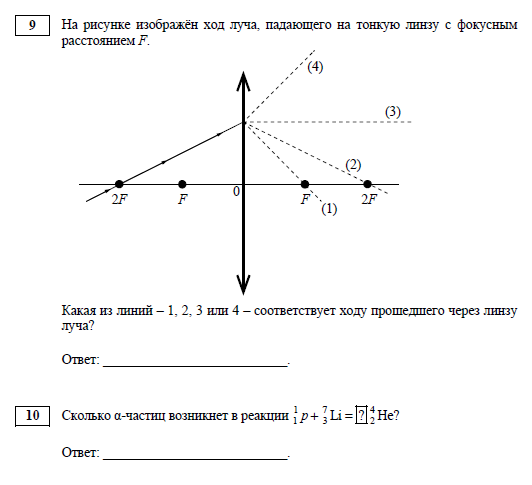 9
На рисунке изображён ход луча, падающего на тонкую линзу с фокусным
расстоянием F.
(4)
(3)
(2)
0
2F F F 2F
(1)
Какая из линий – 1, 2, 3 или 4 – соответствует ходу прошедшего через линзу
луча?
Ответ: ____________________________.
10
Сколько α-частиц возникнет в реакции ¹₁p + ⁷₃Li = [?] ⁴₂He?
Ответ: ____________________________.